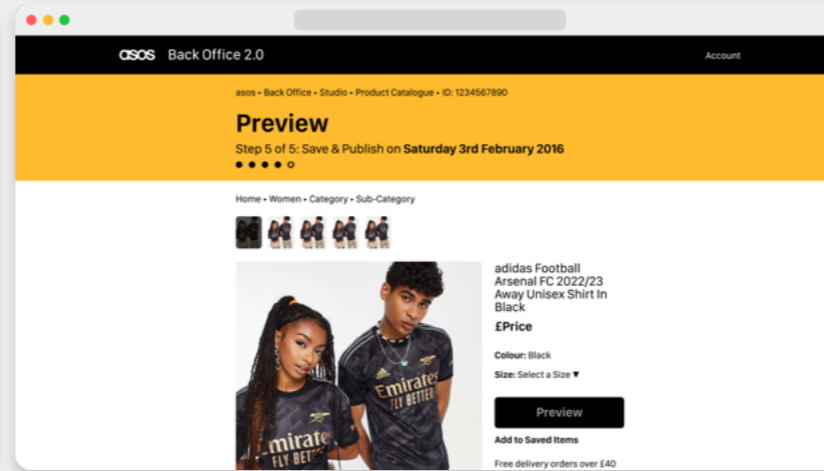 asos Back Office 2.0
Account
asos • Back Office • Studio • Product Catalogue • ID: 1234567890
Preview
Step 5 of 5: Save & Publish on Saturday 3rd February 2016
Home • Women • Category • Sub-Category
adidas Football
Arsenal FC 2022/23
Away Unisex Shirt In
Black
£Price
Colour: Black
Size: Select a Size ▼
Preview
Add to Saved Items
Free delivery orders over £40
Emirates
FLY BETTER
mirate
FLY BET